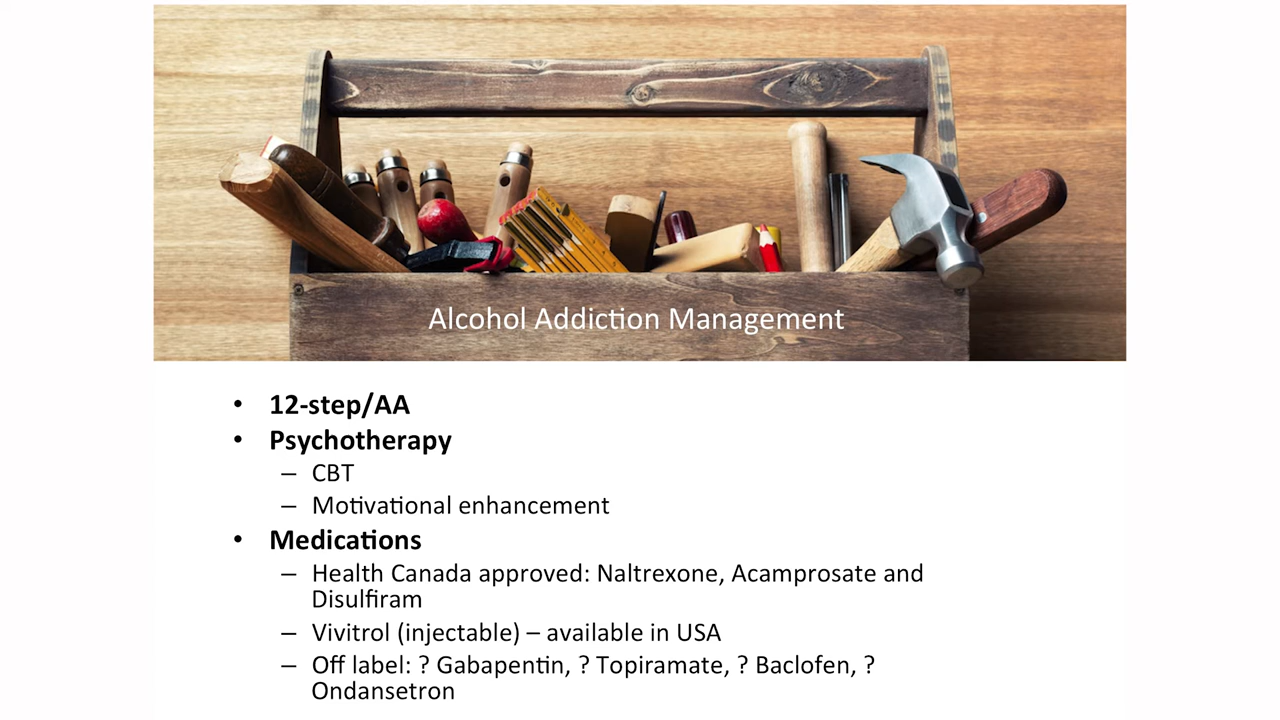 Alcohol Addiction Management
• 12-step/AA
• Psychotherapy
– CBT
– Motivational enhancement
• Medications
– Health Canada approved: Naltrexone, Acamprosate and
Disulfiram
– Vivitrol (injectable) – available in USA
– Off label: ? Gabapentin, ? Topiramate, ? Baclofen, ?
Ondansetron